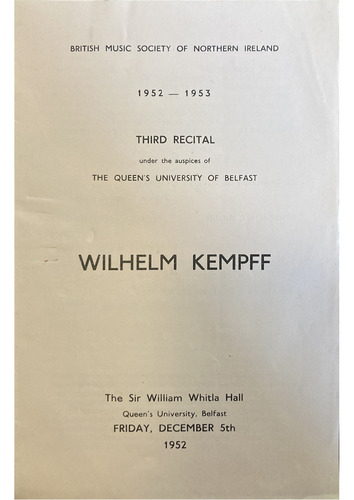 BRITISH MUSIC SOCIETY OF NORTHERN IRELAND
1952 — 1953
THIRD RECITAL
under the auspices of
THE QUEEN'S UNIVERSITY OF BELFAST
WILHELM KEMPFF
The Sir William Whitla Hall
Queen's University, Belfast
FRIDAY, DECEMBER 5th
1952